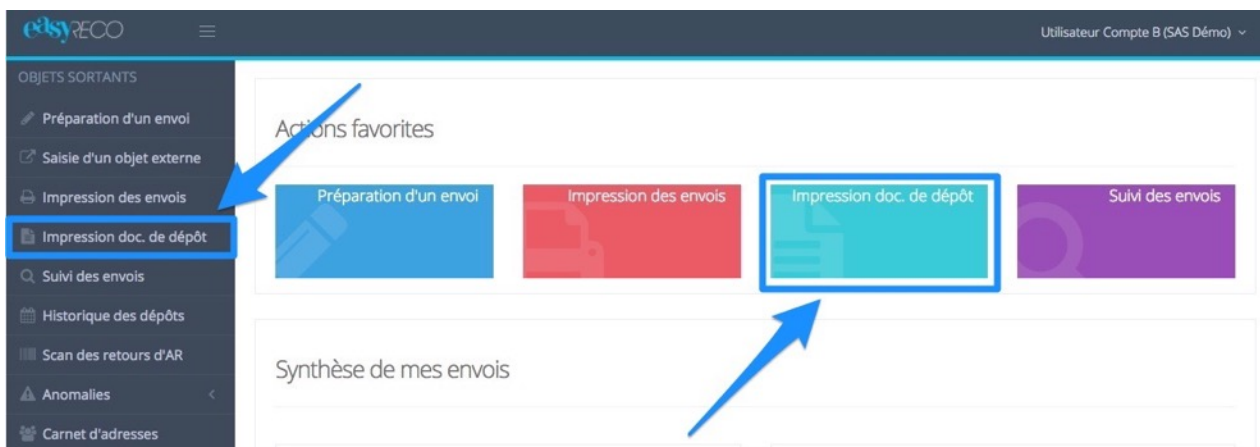 easyRECO
Utilisateur Compte B (SAS Démo)
OBJETS SORTANTS
Préparation d'un envoi
Saisie d'un objet externe
Impression des envois
Impression doc. de dépôt
Suivi des envois
Historique des dépôts
Scan des retours d'AR
Anomalies
Carnet d'adresses
Actions favorites
Préparation d'un envoi
Impression des envois
Impression doc. de dépôt
Suivi des envois
Synthèse de mes envois